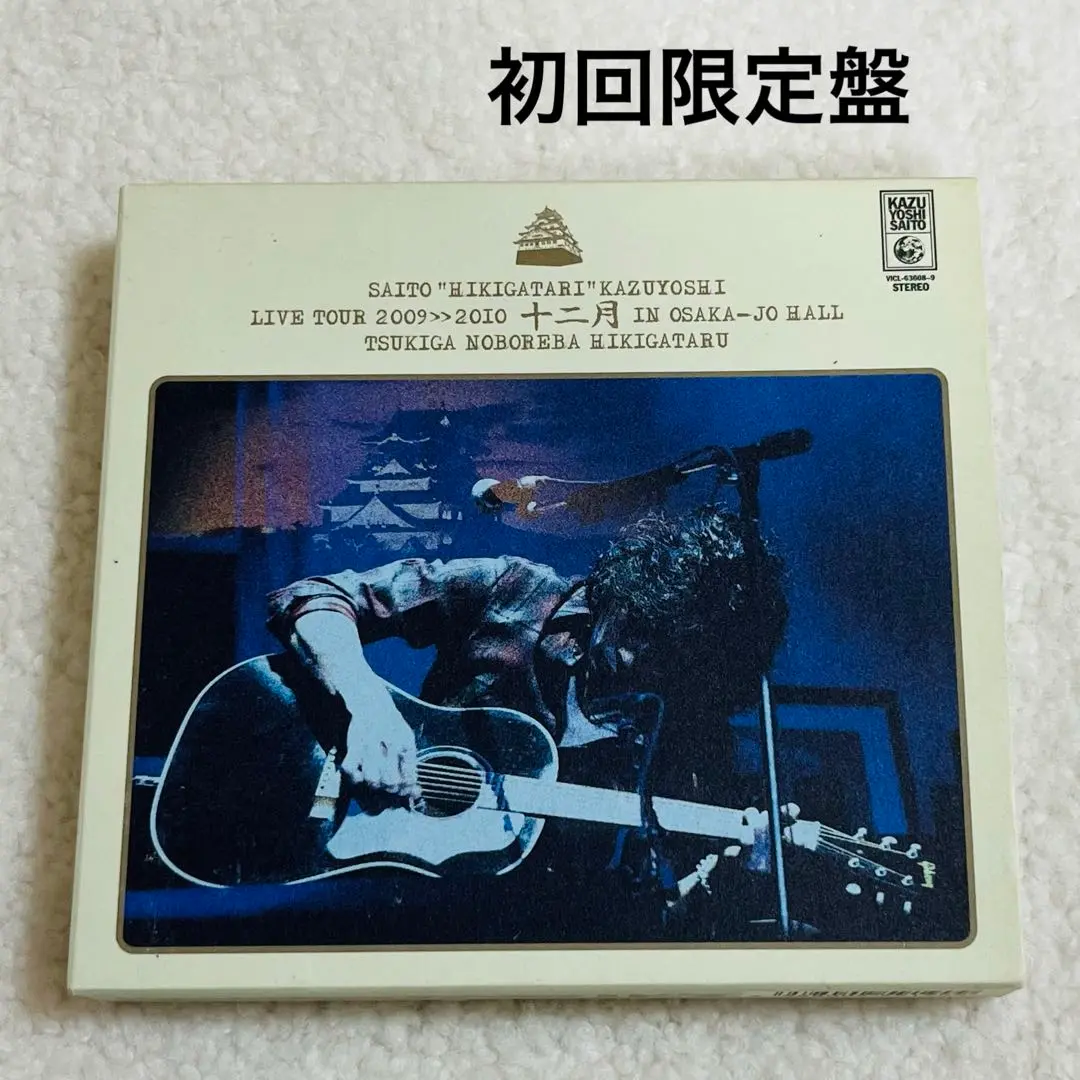 初回限定盤
KAZU
YOSHI
SAITO
VICL-63608~9
STEREO
SAITO "HIKIGATARI" KAZUYOSHI
LIVE TOUR 2009>>2010 十二月 IN OSAKA-JO HALL
TSUKIGA NOBOREBA HIKIGATARU